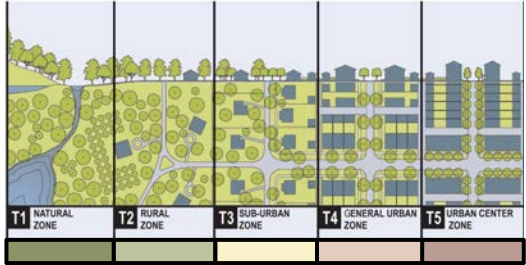 T1 NATURAL ZONE
T2 RURAL ZONE
T3 SUB-URBAN ZONE
T4 GENERAL URBAN ZONE
T5 URBAN CENTER ZONE